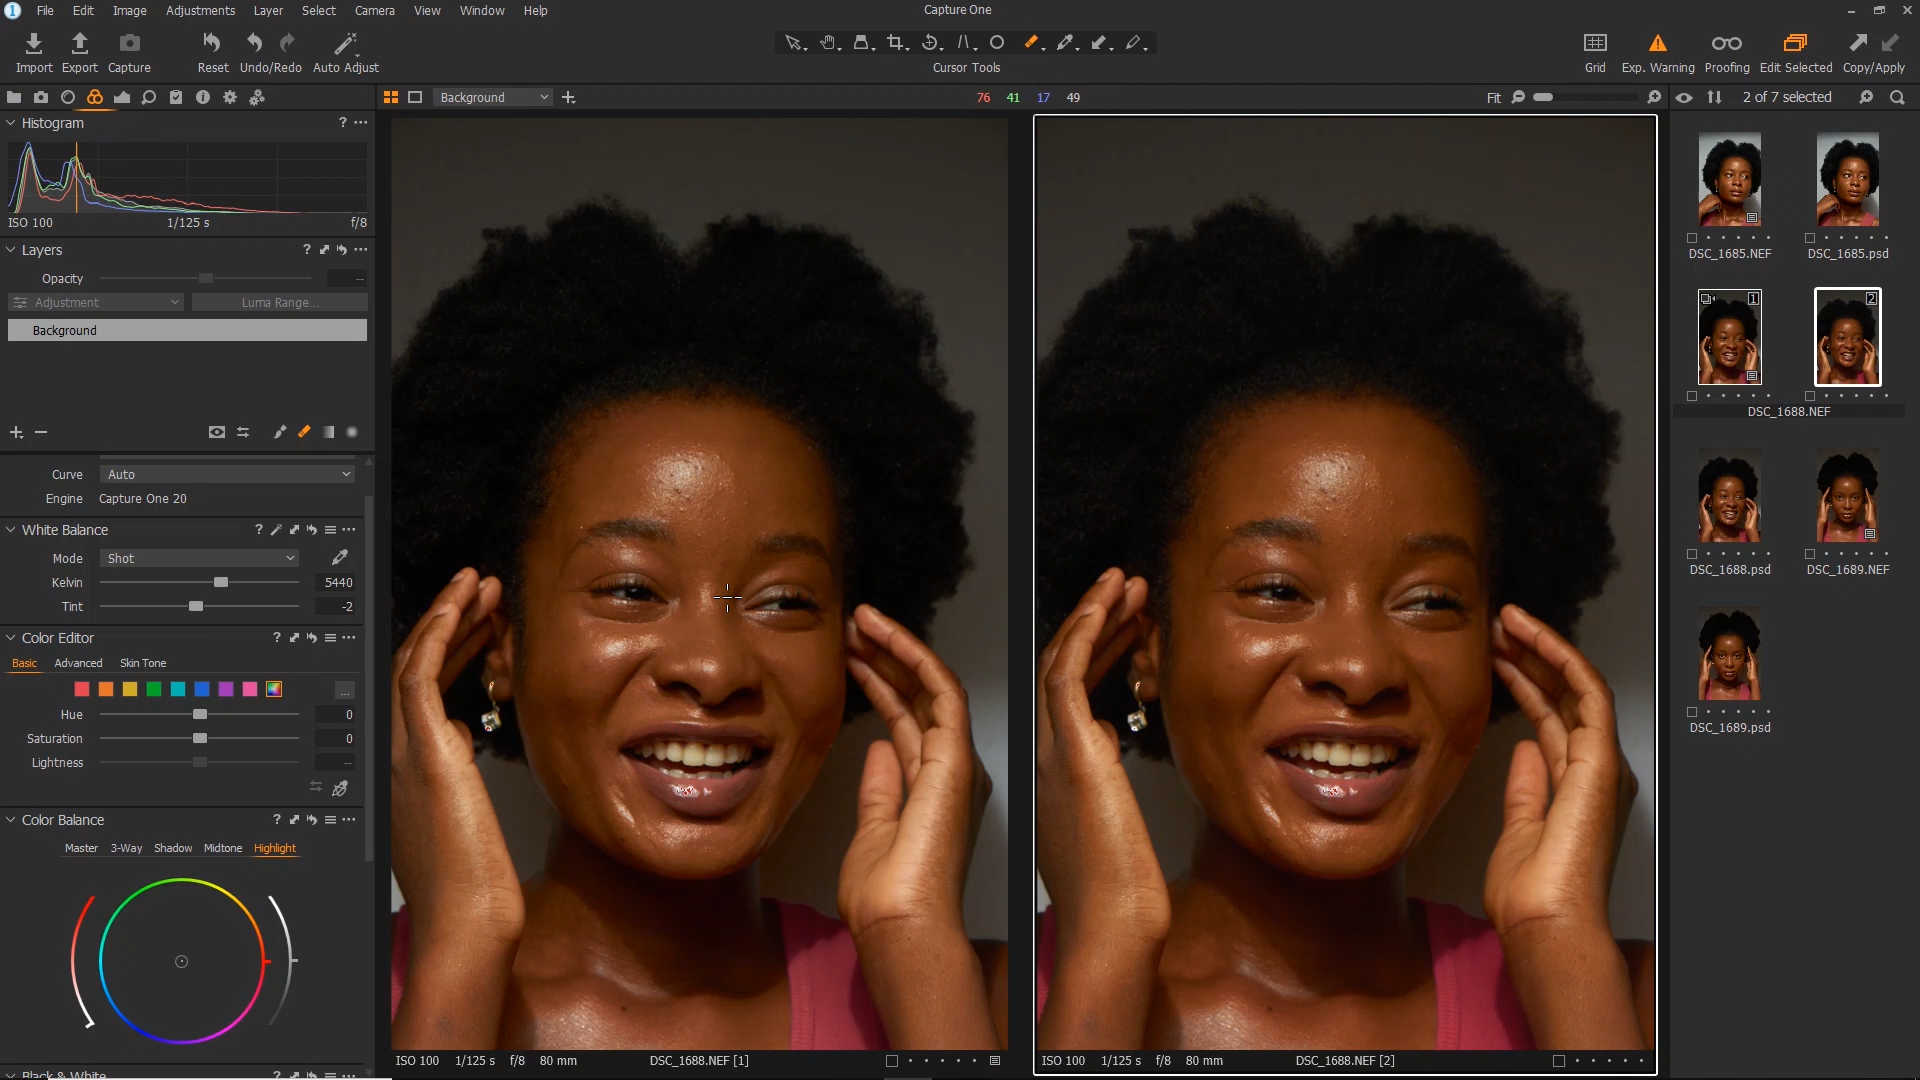 1 File Edit Image Adjustments Layer Select Camera View Window Help
Capture One
Import Export Capture Reset Undo/Redo Auto Adjust
Cursor Tools
Grid Exp. Warning Proofing Edit Selected Copy/Apply
Background 76 41 17 49 Fit 2 of 7 selected
Histogram ?
ISO 100 1/125 s f/8
Layers ?
Opacity --
Adjustment Luma Range...
Background
Curve Auto
Engine Capture One 20
White Balance ?
Mode Shot
Kelvin 5440
Tint -2
Color Editor ?
Basic Advanced Skin Tone
...
Hue 0
Saturation 0
Lightness --
Color Balance ?
Master 3-Way Shadow Midtone Highlight
Black & White ?
ISO 100 1/125 s f/8 80 mm DSC_1688.NEF [1]
ISO 100 1/125 s f/8 80 mm DSC_1688.NEF [2]
DSC_1685.NEF DSC_1685.psd
1 2
DSC_1688.NEF
DSC_1688.psd DSC_1689.NEF
DSC_1689.psd